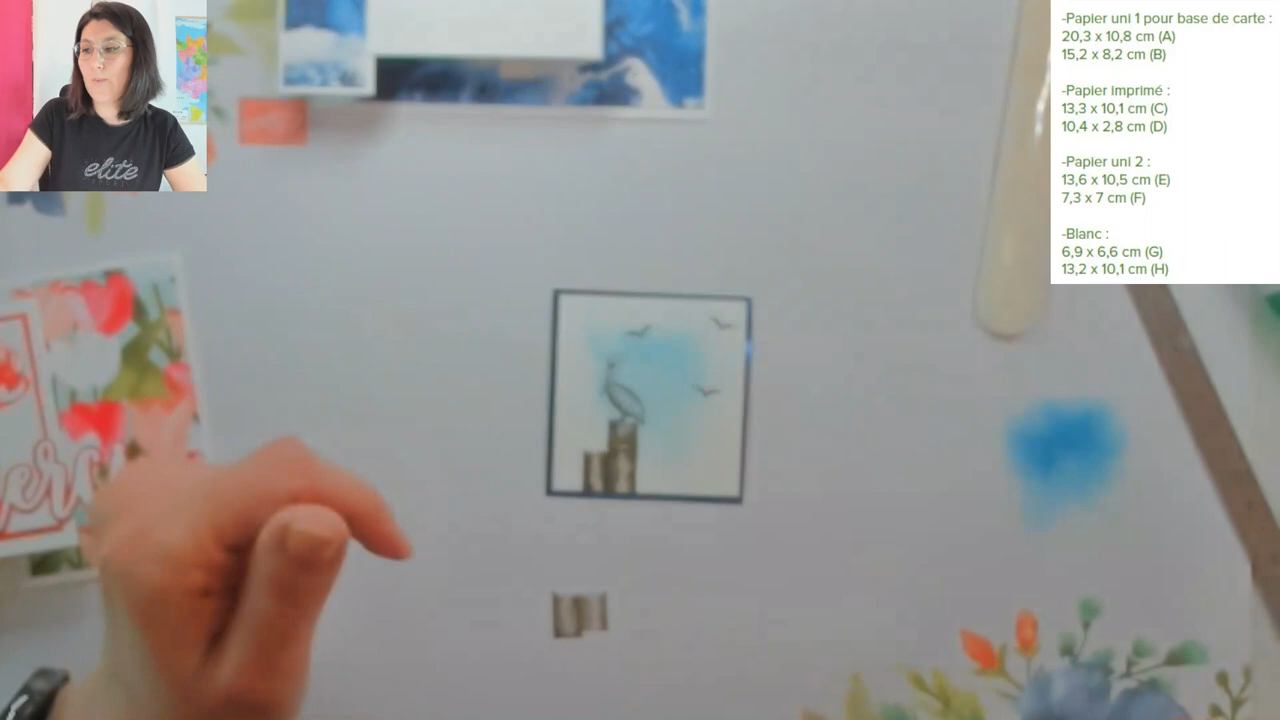 elite
-Papier uni 1 pour base de carte :
20,3 x 10,8 cm (A)
15,2 x 8,2 cm (B)
-Papier imprimé :
13,3 x 10,1 cm (C)
10,4 x 2,8 cm (D)
-Papier uni 2 :
13,6 x 10,5 cm (E)
7,3 x 7 cm (F)
-Blanc :
6,9 x 6,6 cm (G)
13,2 x 10,1 cm (H)